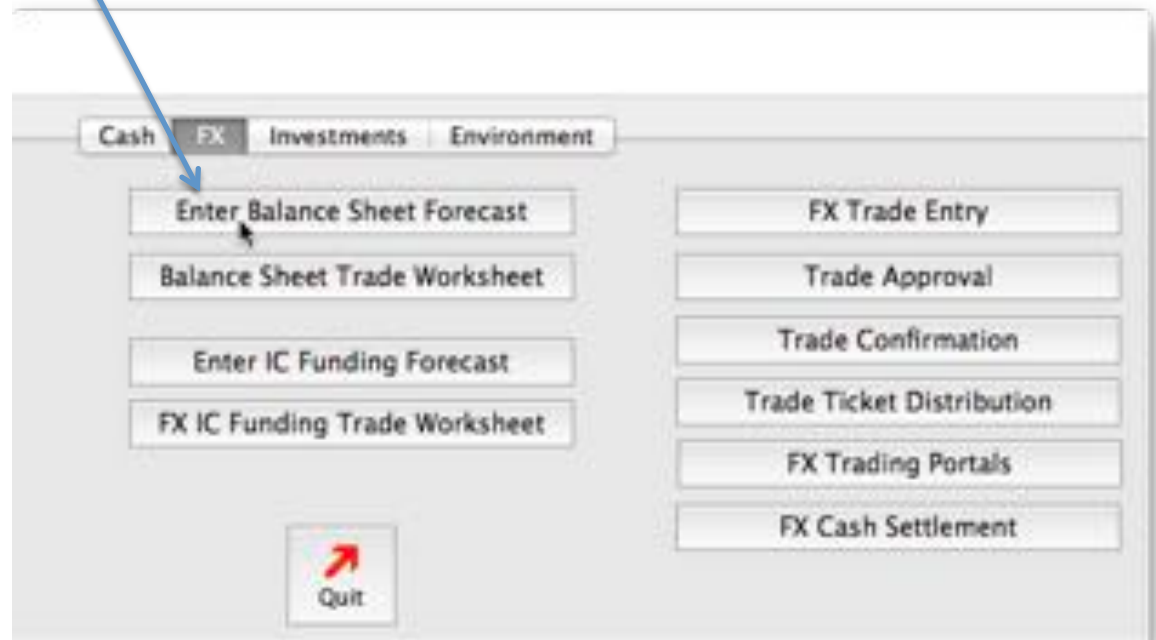 Cash FX Investments Environment
Enter Balance Sheet Forecast
Balance Sheet Trade Worksheet
Enter IC Funding Forecast
FX IC Funding Trade Worksheet
Quit
FX Trade Entry
Trade Approval
Trade Confirmation
Trade Ticket Distribution
FX Trading Portals
FX Cash Settlement